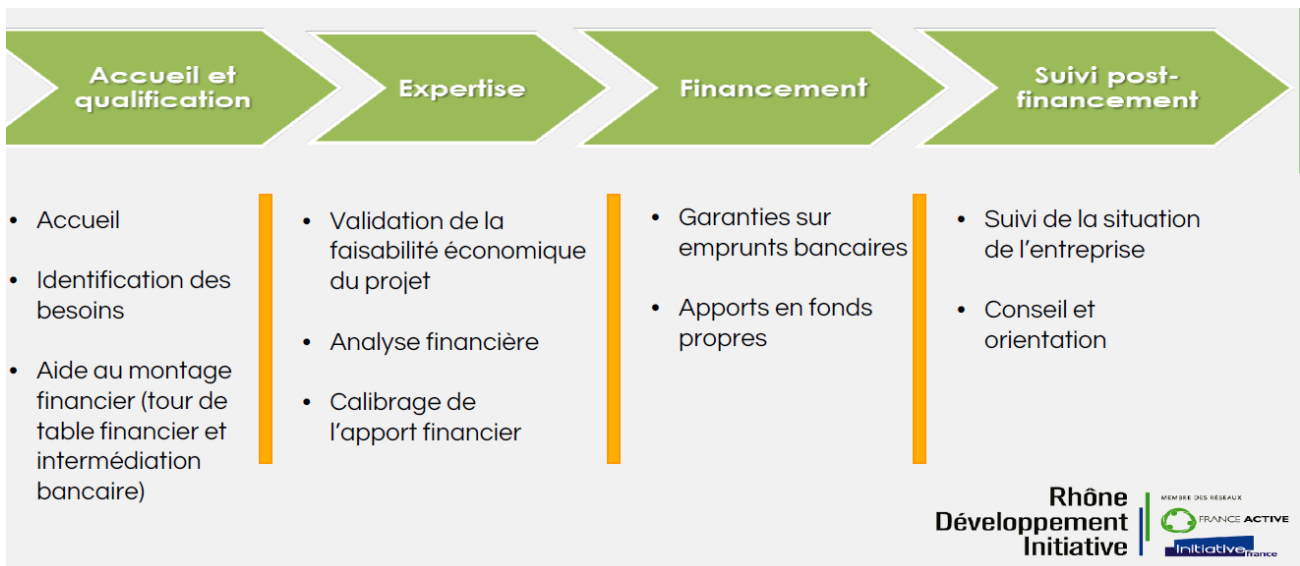 Accueil et
qualification
Expertise
Financement
Suivi post-
financement
• Accueil
• Identification des
besoins
• Aide au montage
financier (tour de
table financier et
intermédiation
bancaire)
• Validation de la
faisabilité économique
du projet
• Analyse financière
• Calibrage de
l’apport financier
• Garanties sur
emprunts bancaires
• Apports en fonds
propres
• Suivi de la situation
de l’entreprise
• Conseil et
orientation
Rhône
Développement
Initiative
MEMBRE DES RÉSEAUX
FRANCE ACTIVE
Initiative France